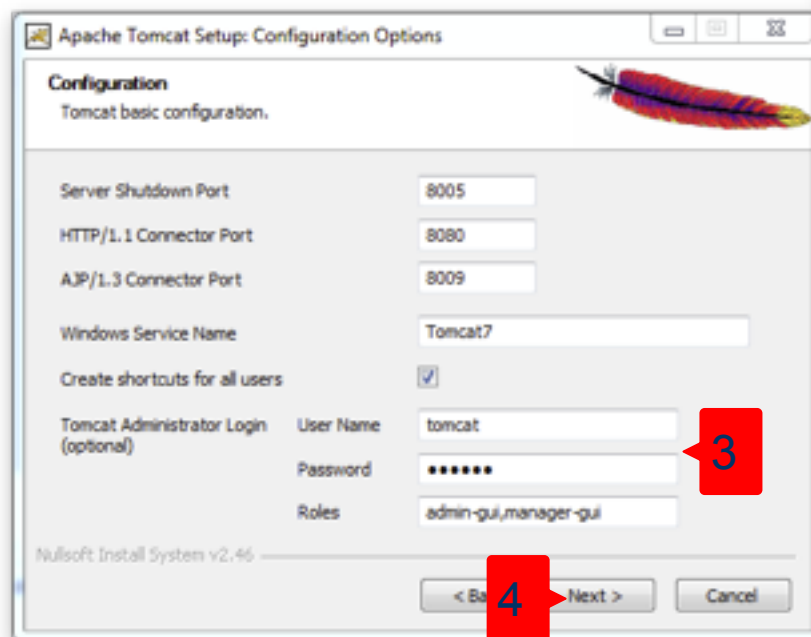 Apache Tomcat Setup: Configuration Options
Configuration
Tomcat basic configuration.
Server Shutdown Port 8005
HTTP/1.1 Connector Port 8080
AJP/1.3 Connector Port 8009
Windows Service Name Tomcat7
Create shortcuts for all users
Tomcat Administrator Login User Name tomcat
(optional)
3
Password ••••••
Roles admin-gui,manager-gui
Nullsoft Install System v2.46
< Ba 4 Next > Cancel